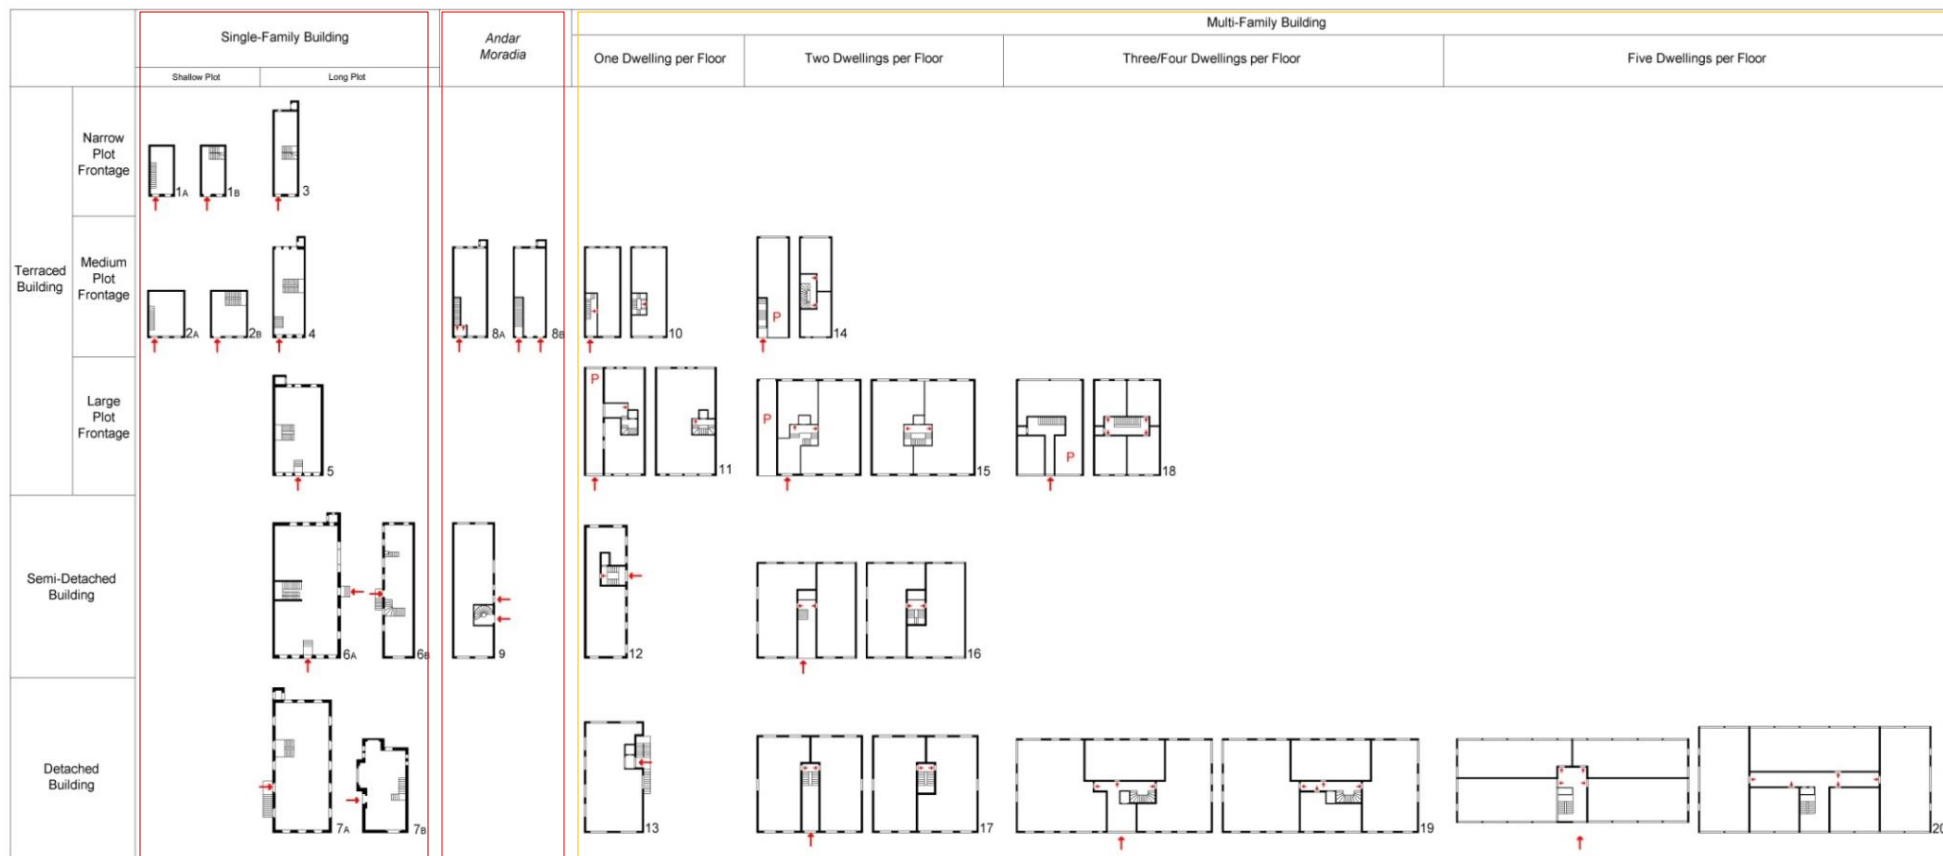 Single-Family Building
Andar
Moradia
Multi-Family Building
One Dwelling per Floor
Two Dwellings per Floor
Three/Four Dwellings per Floor
Five Dwellings per Floor
Shallow Plot
Long Plot
Terraced
Building
Narrow
Plot
Frontage
1A
1B
3
Medium
Plot
Frontage
2A
2B
4
8A
8B
10
P
14
Large
Plot
Frontage
5
P
11
P
15
P
18
Semi-Detached
Building
6A
6B
9
12
16
Detached
Building
7A
7B
13
17
19
20